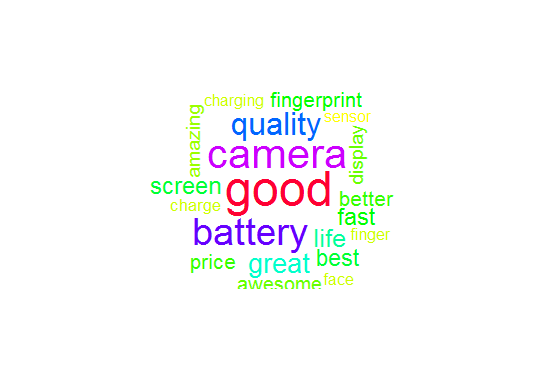 charging fingerprint
amazing quality sensor
camera display
screen good better
charge fast
battery life finger
price great best
awesome face